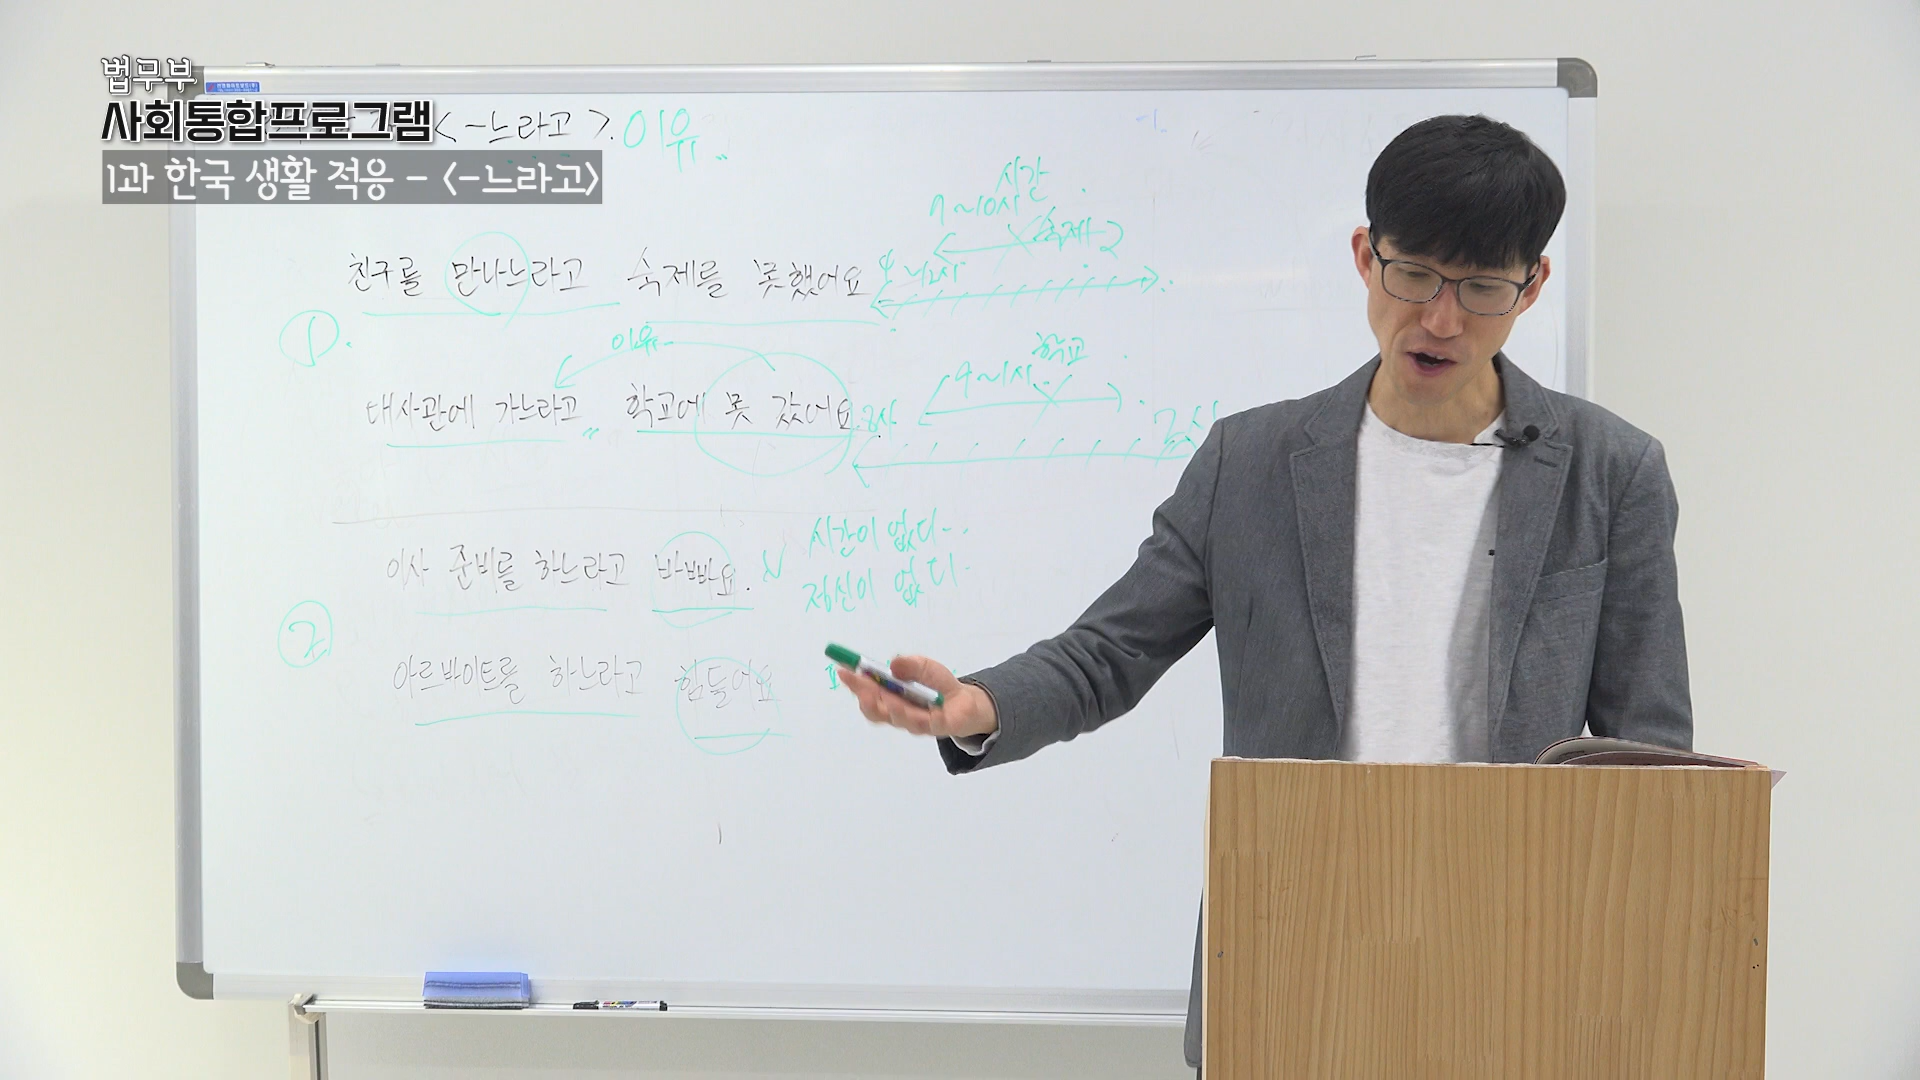 법무부
사회통합프로그램
<-느라고>. 이유
1과 한국 생활 적응 - <-느라고>
시간
9~10시
숙제
친구를 만나느라고 숙제를 못했어요
①
이유
학교
9~1시
대사관에 가느라고 학교에 못 갔어요. 8시
이사 준비를 하느라고 바빠요.
시간이 없다
정신이 없다
②
아르바이트를 하느라고 힘들어요